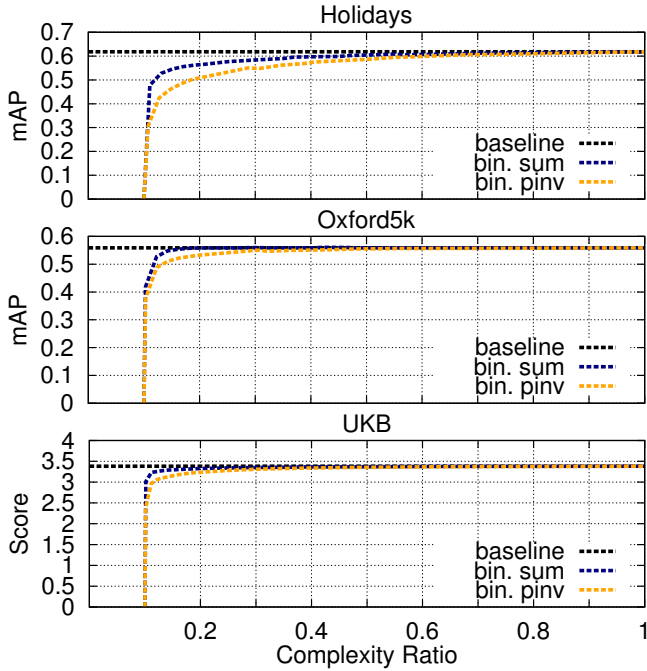 Holidays
0.7
0.6
0.5
0.4
0.3
0.2
0.1
0
mAP
baseline
bin. sum
bin. pinv
Oxford5k
0.6
0.5
0.4
0.3
0.2
0.1
0
mAP
baseline
bin. sum
bin. pinv
UKB
4
3.5
3
2.5
2
1.5
1
0.5
0
Score
baseline
bin. sum
bin. pinv
0.2 0.4 0.6 0.8 1
Complexity Ratio